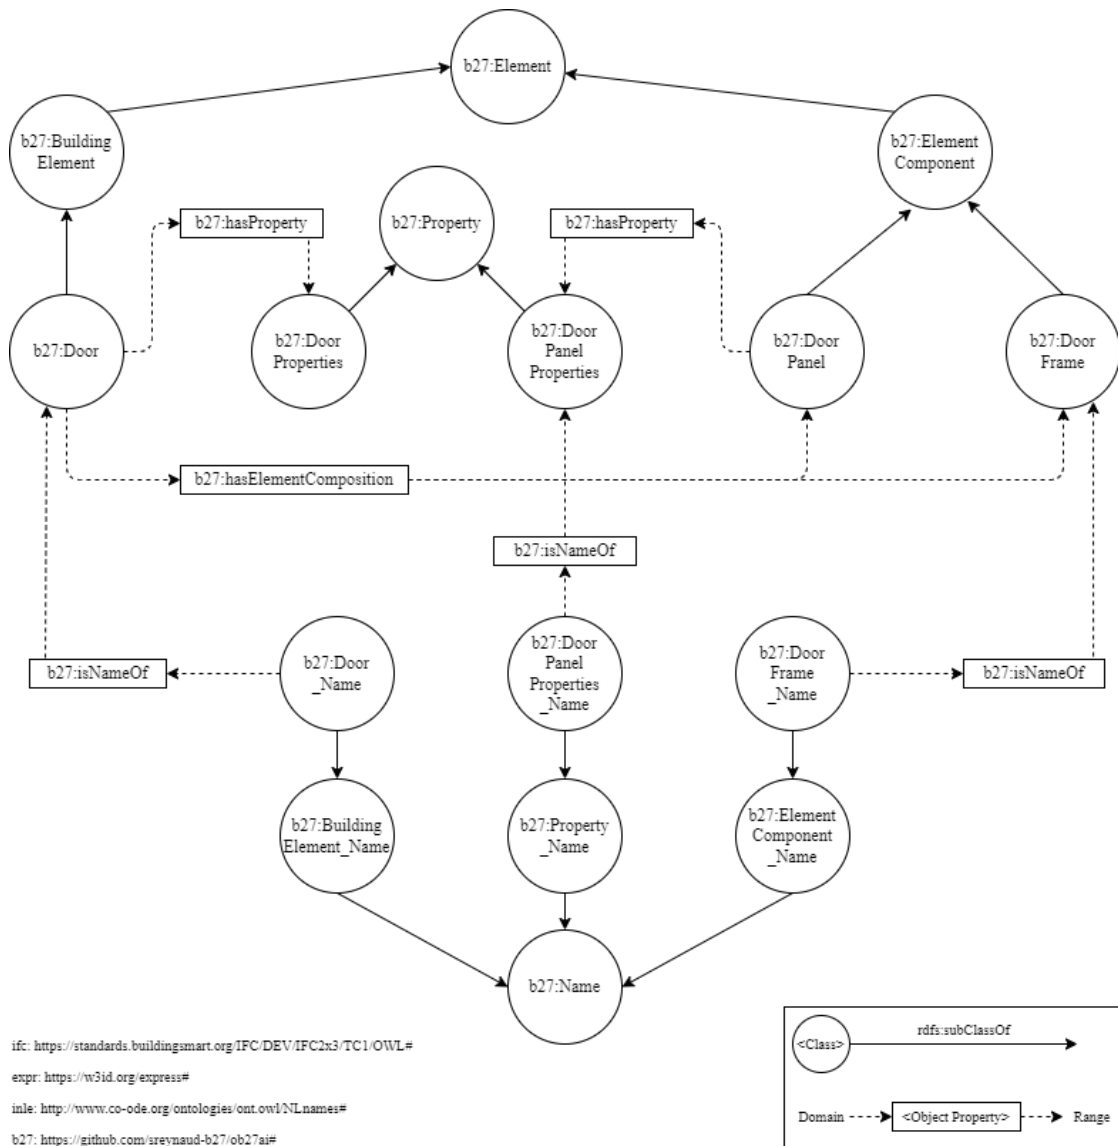 b27:Element
b27:Building
Element
b27:Element
Component
b27:hasProperty
b27:Property
b27:hasProperty
b27:Door
b27:Door
Properties
b27:Door
Panel
Properties
b27:Door
Panel
b27:Door
Frame
b27:hasElementComposition
b27:isNameOf
b27:isNameOf
b27:Door
_Name
b27:Door
Panel
Properties
_Name
b27:Door
Frame
_Name
b27:isNameOf
b27:Building
Element_Name
b27:Property
_Name
b27:Element
Component
_Name
b27:Name
ifc: https://standards.buildingsmart.org/IFC/DEV/IFC2x3/TC1/OWL#
expr: https://w3id.org/express#
inle: http://www.co-ode.org/ontologies/ont.owl/NLnames#
b27: https://github.com/sreynaud-b27/ob27ai#
<Class>
rdfs:subClassOf
Domain
<Object Property>
Range